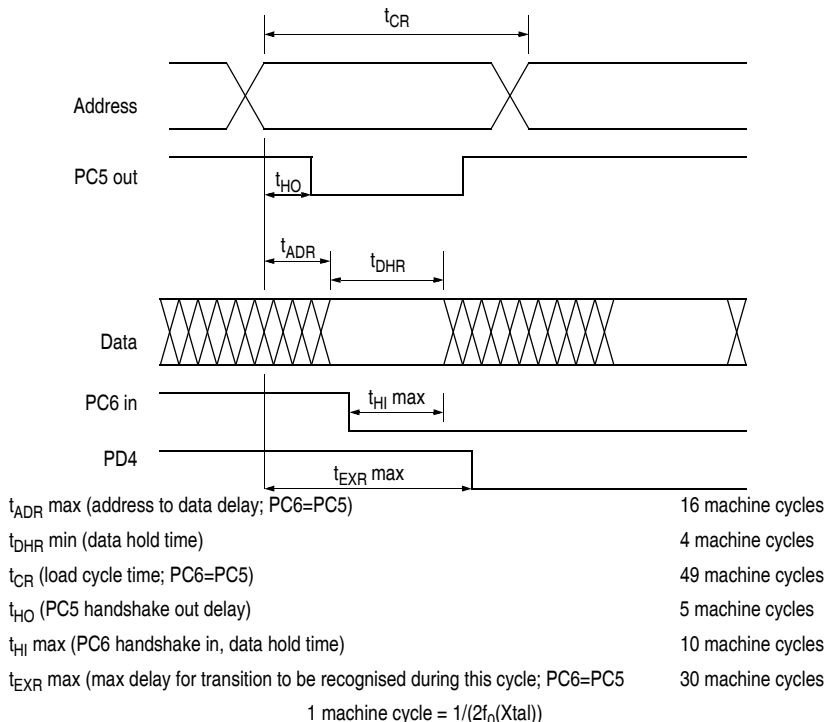 tCR
Address
PC5 out
tHO
tADR
tDHR
Data
PC6 in
tHI max
PD4
tEXR max
tADR max (address to data delay; PC6=PC5) 16 machine cycles
tDHR min (data hold time) 4 machine cycles
tCR (load cycle time; PC6=PC5) 49 machine cycles
tHO (PC5 handshake out delay) 5 machine cycles
tHI max (PC6 handshake in, data hold time) 10 machine cycles
tEXR max (max delay for transition to be recognised during this cycle; PC6=PC5 30 machine cycles
1 machine cycle = 1/(2f0(Xtal))